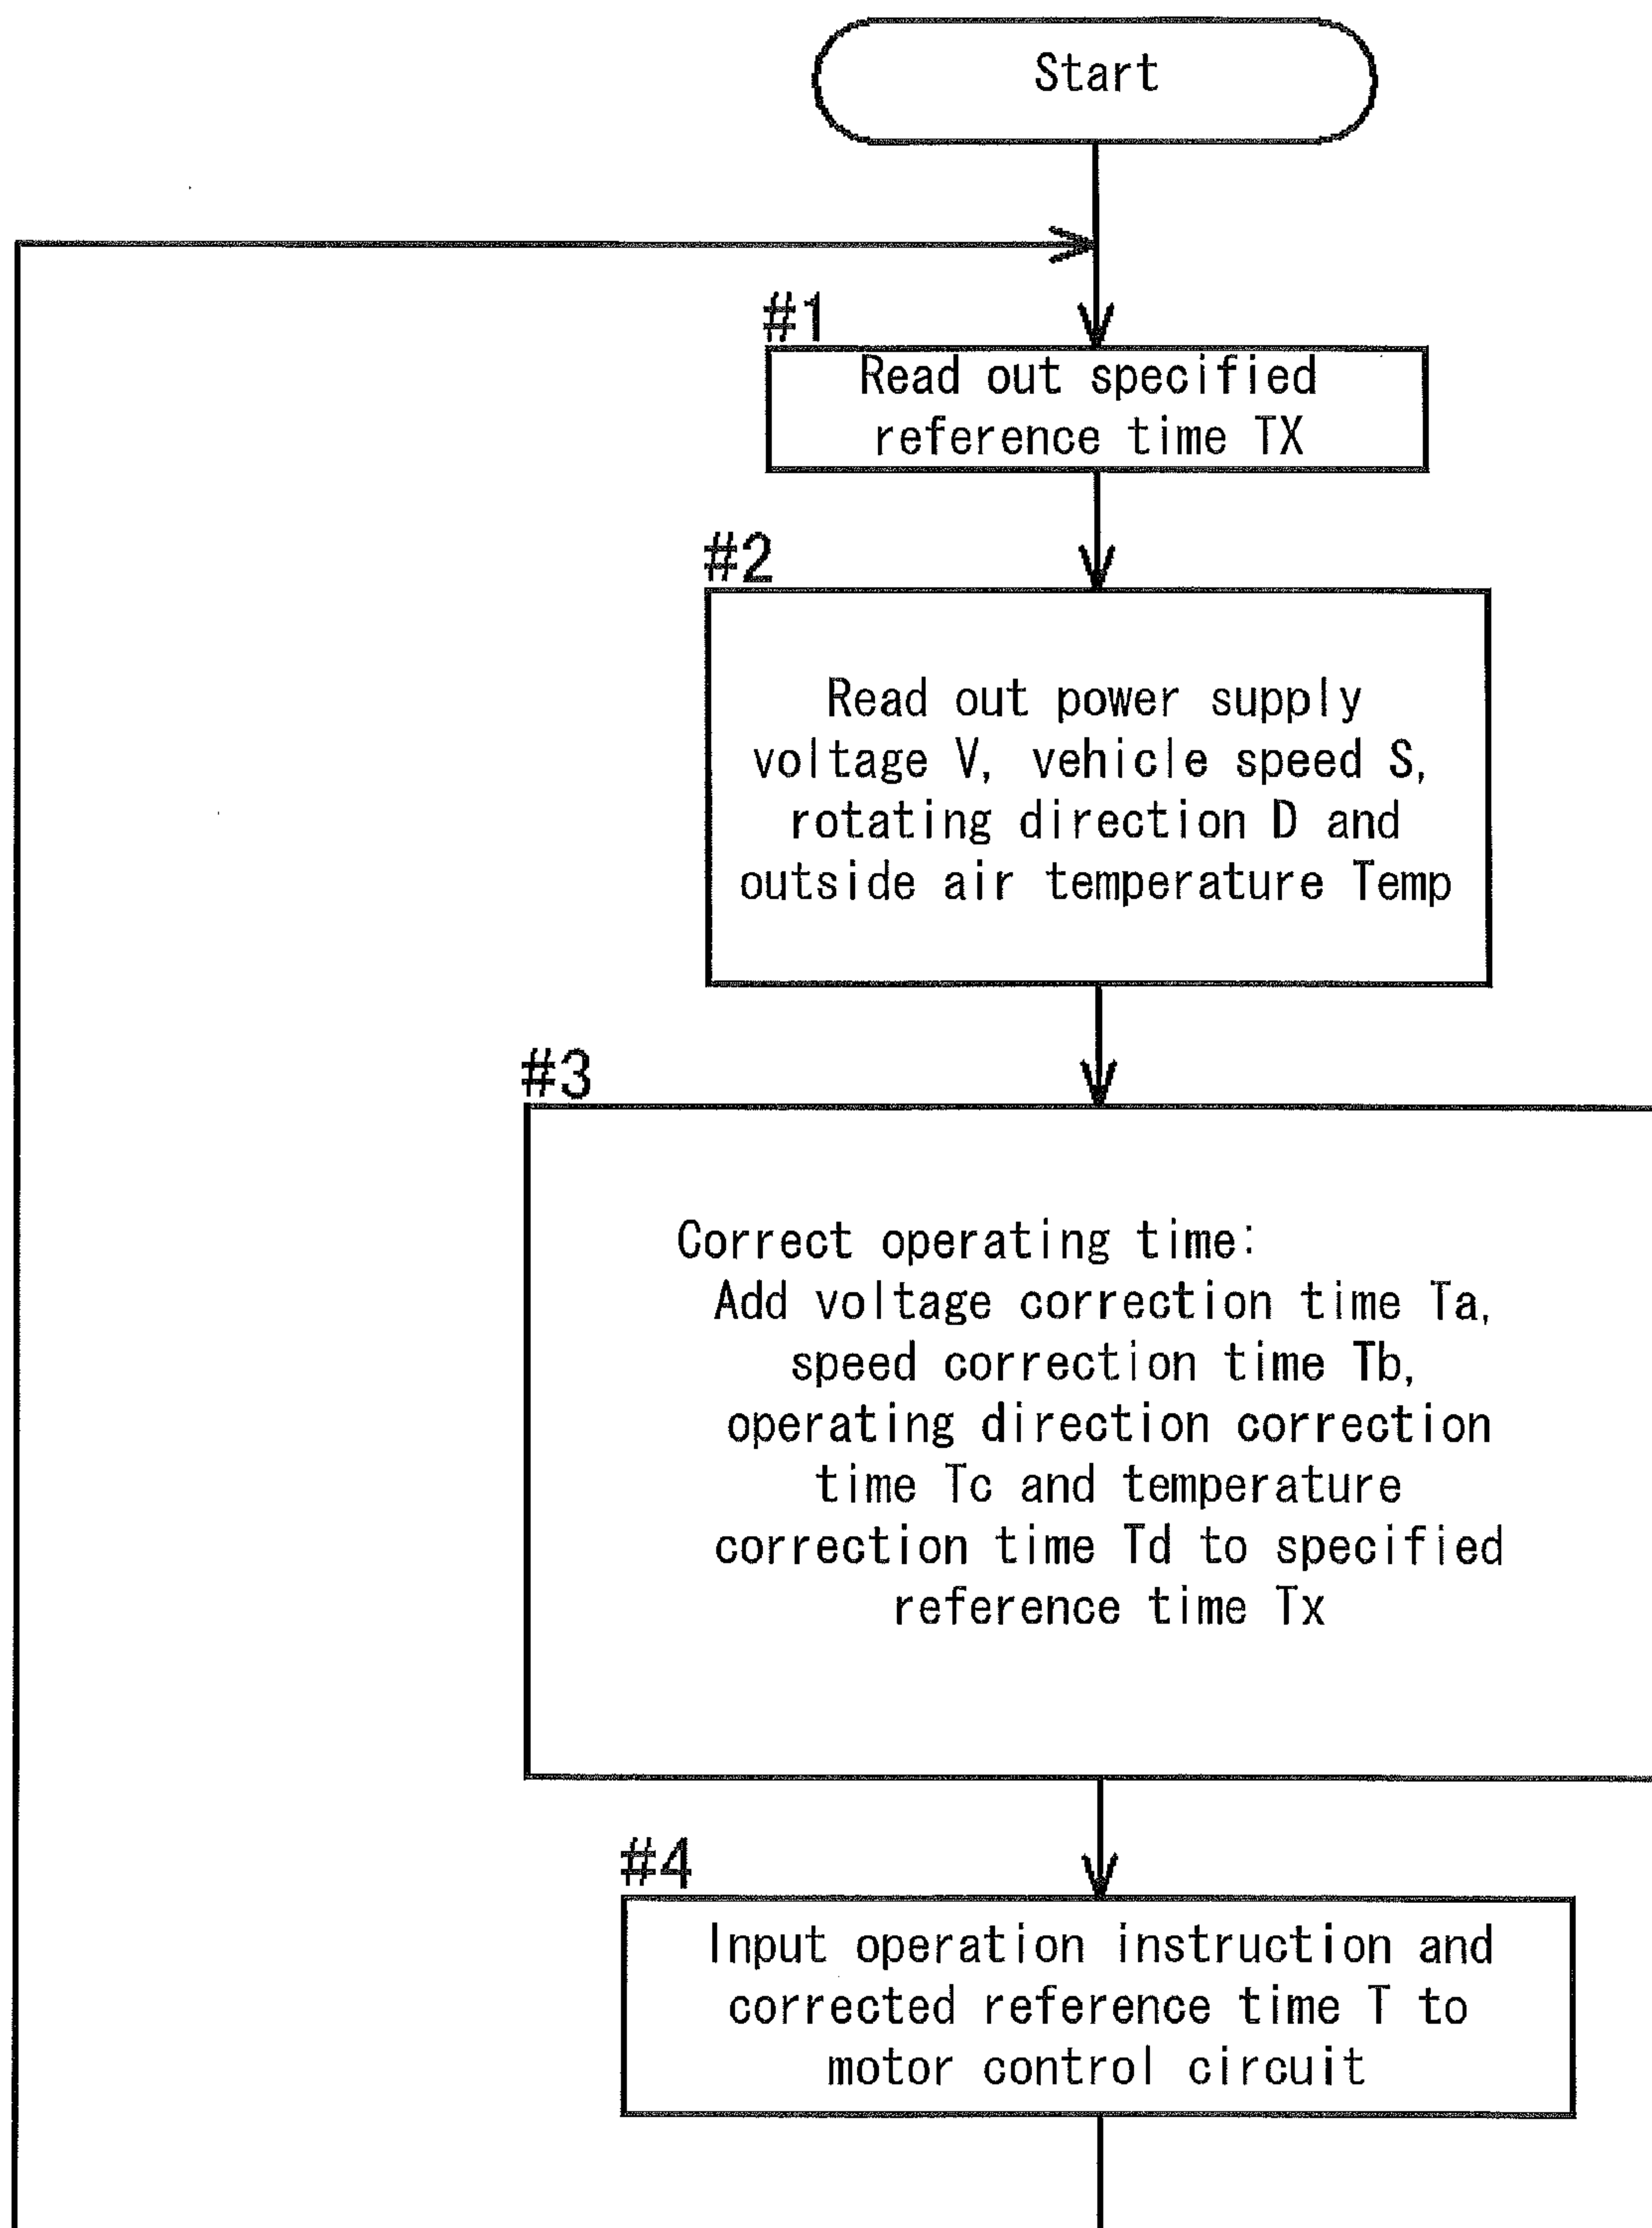 Start
#1
Read out specified
reference time TX
#2
Read out power supply
voltage V, vehicle speed S,
rotating direction D and
outside air temperature Temp
#3
Correct operating time:
Add voltage correction time Ta,
speed correction time Tb,
operating direction correction
time Tc and temperature
correction time Td to specified
reference time Tx
#4
Input operation instruction and
corrected reference time T to
motor control circuit